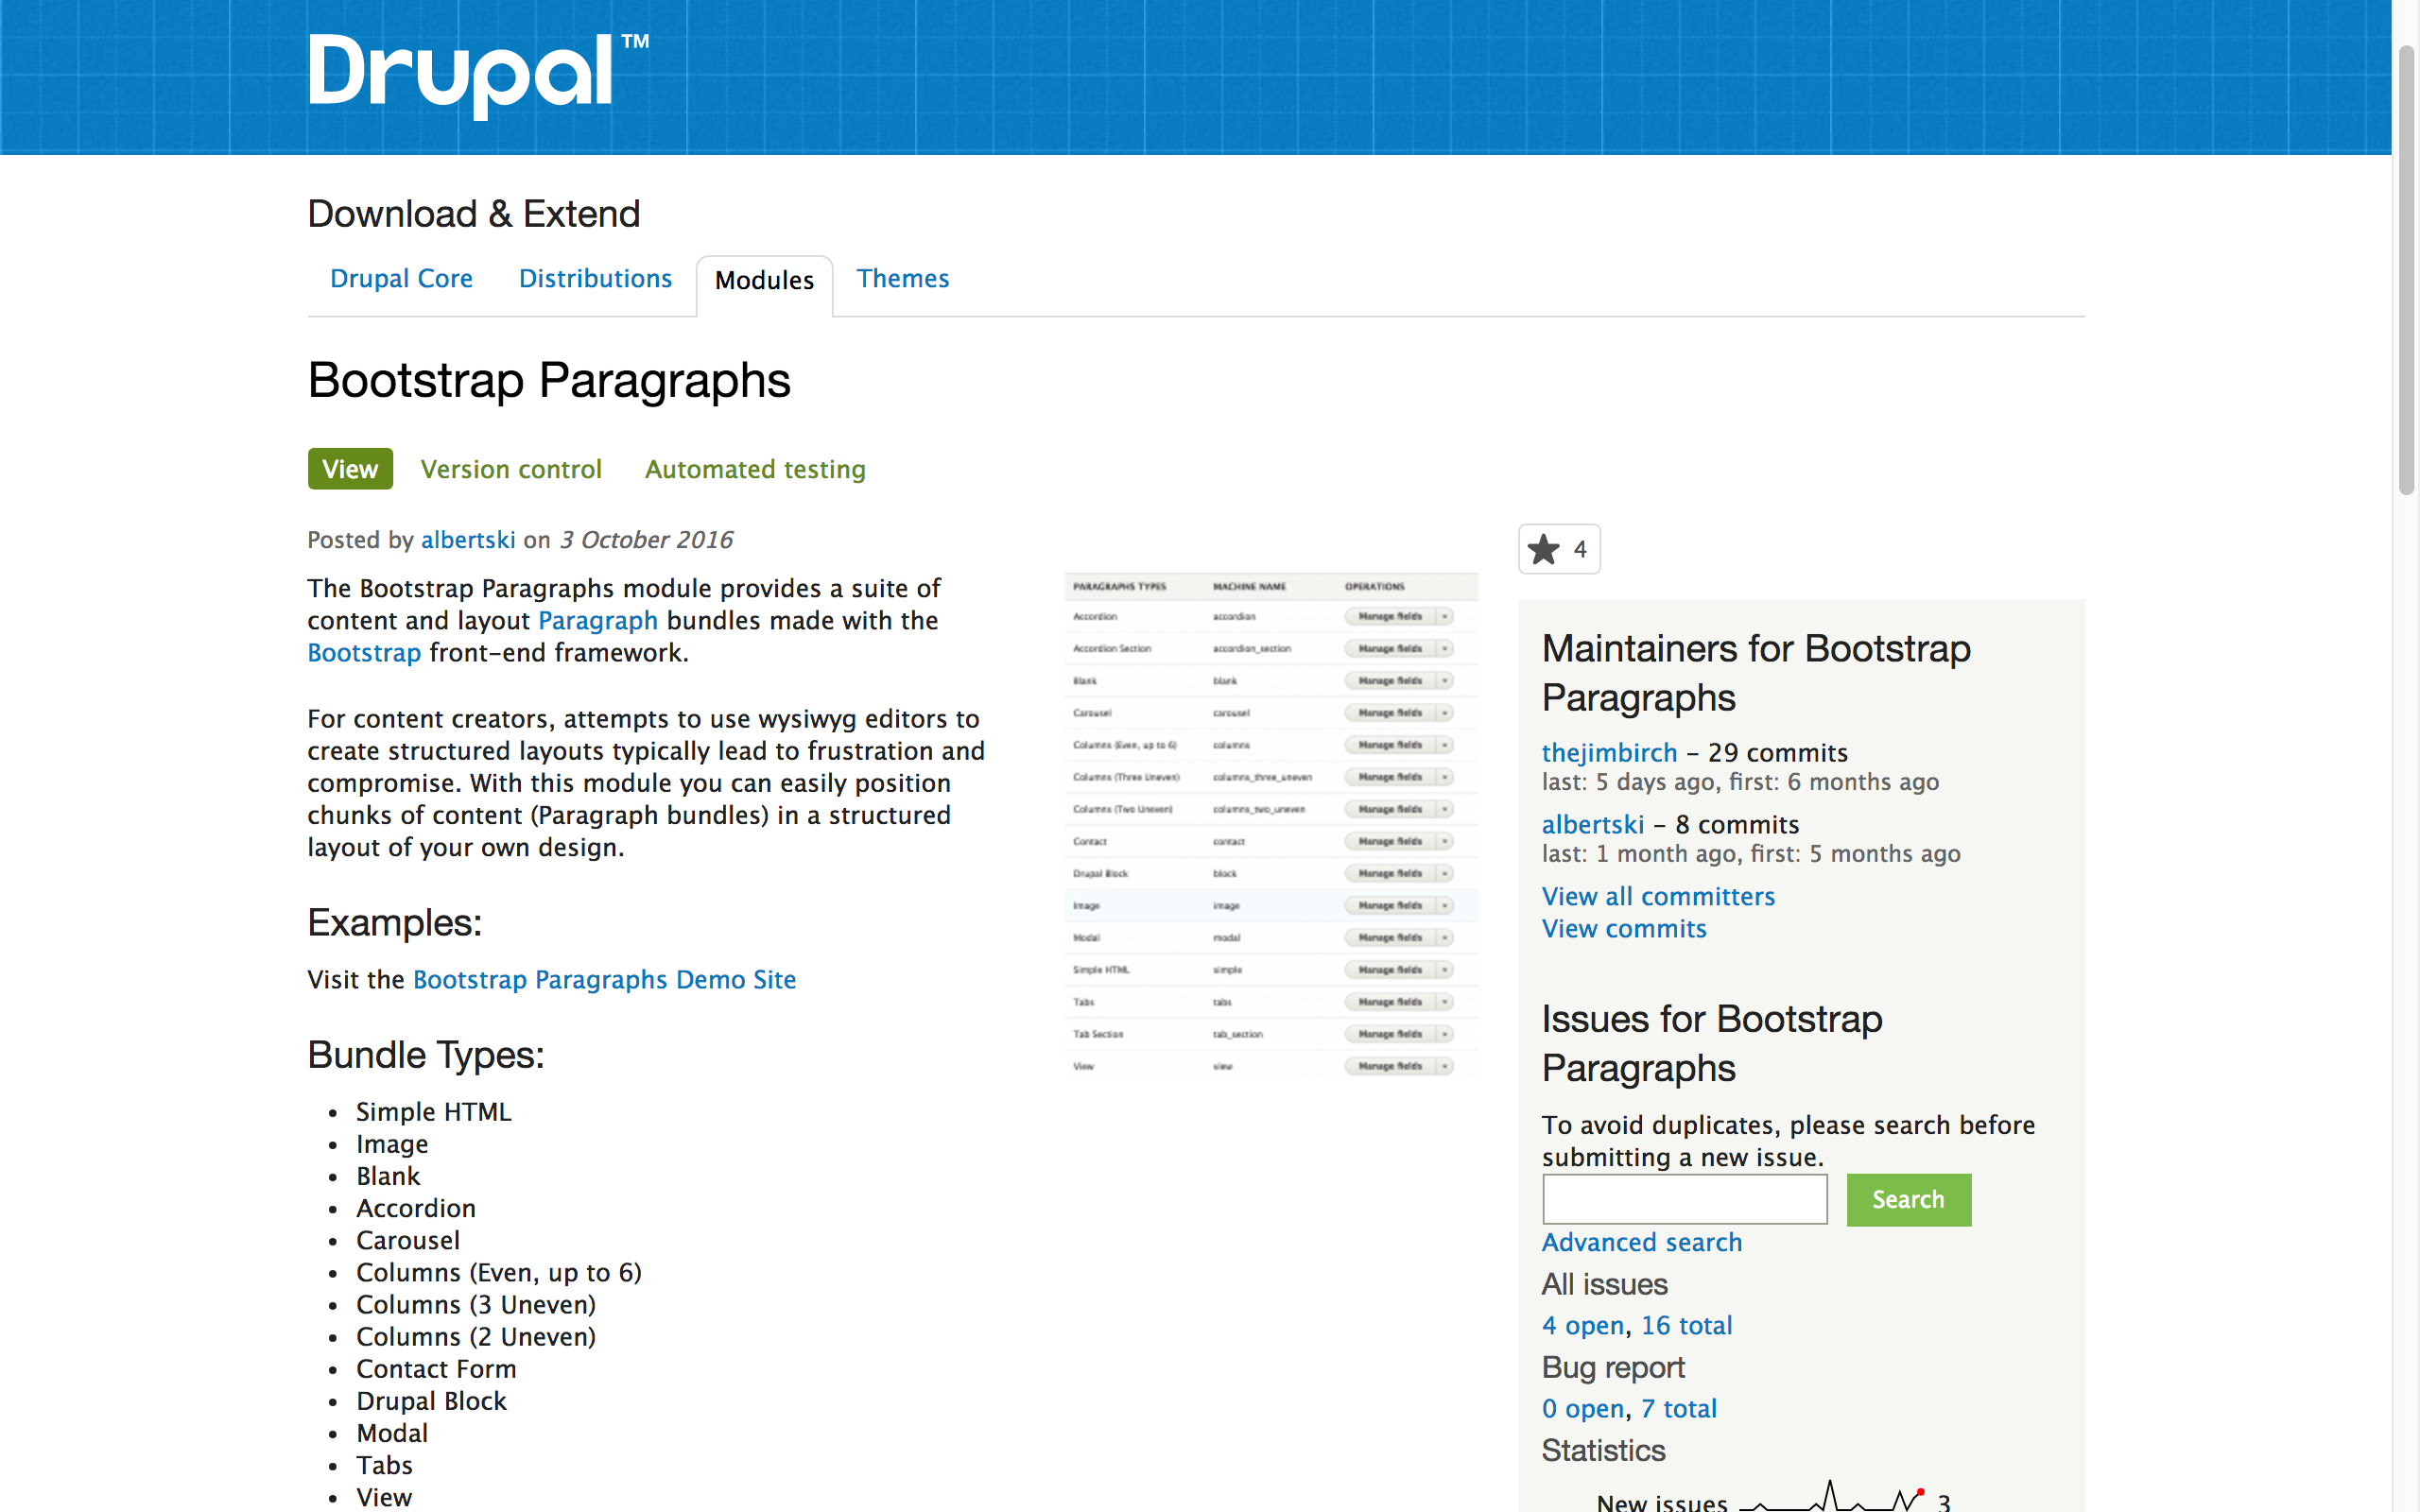 Drupal™
Download & Extend
Drupal Core Distributions Modules Themes
Bootstrap Paragraphs
View Version control Automated testing
Posted by albertski on 3 October 2016
The Bootstrap Paragraphs module provides a suite of
content and layout Paragraph bundles made with the
Bootstrap front-end framework.
For content creators, attempts to use wysiwyg editors to
create structured layouts typically lead to frustration and
compromise. With this module you can easily position
chunks of content (Paragraph bundles) in a structured
layout of your own design.
Examples:
Visit the Bootstrap Paragraphs Demo Site
Bundle Types:
• Simple HTML
• Image
• Blank
• Accordion
• Carousel
• Columns (Even, up to 6)
• Columns (3 Uneven)
• Columns (2 Uneven)
• Contact Form
• Drupal Block
• Modal
• Tabs
• View
PARAGRAPHS TYPES MACHINE NAME OPERATIONS
Accordion accordion Manage fields
Accordion Section accordion_section Manage fields
Blank blank Manage fields
Carousel carousel Manage fields
Columns (Even, up to 6) columns Manage fields
Columns (Three Uneven) columns_three_uneven Manage fields
Columns (Two Uneven) columns_two_uneven Manage fields
Contact contact Manage fields
Drupal Block block Manage fields
Image image Manage fields
Modal modal Manage fields
Simple HTML simple Manage fields
Tabs tabs Manage fields
Tab Section tab_section Manage fields
View view Manage fields
4
Maintainers for Bootstrap
Paragraphs
thejimbirch – 29 commits
last: 5 days ago, first: 6 months ago
albertski – 8 commits
last: 1 month ago, first: 5 months ago
View all committers
View commits
Issues for Bootstrap
Paragraphs
To avoid duplicates, please search before
submitting a new issue.
Search
Advanced search
All issues
4 open, 16 total
Bug report
0 open, 7 total
Statistics
New issues 3